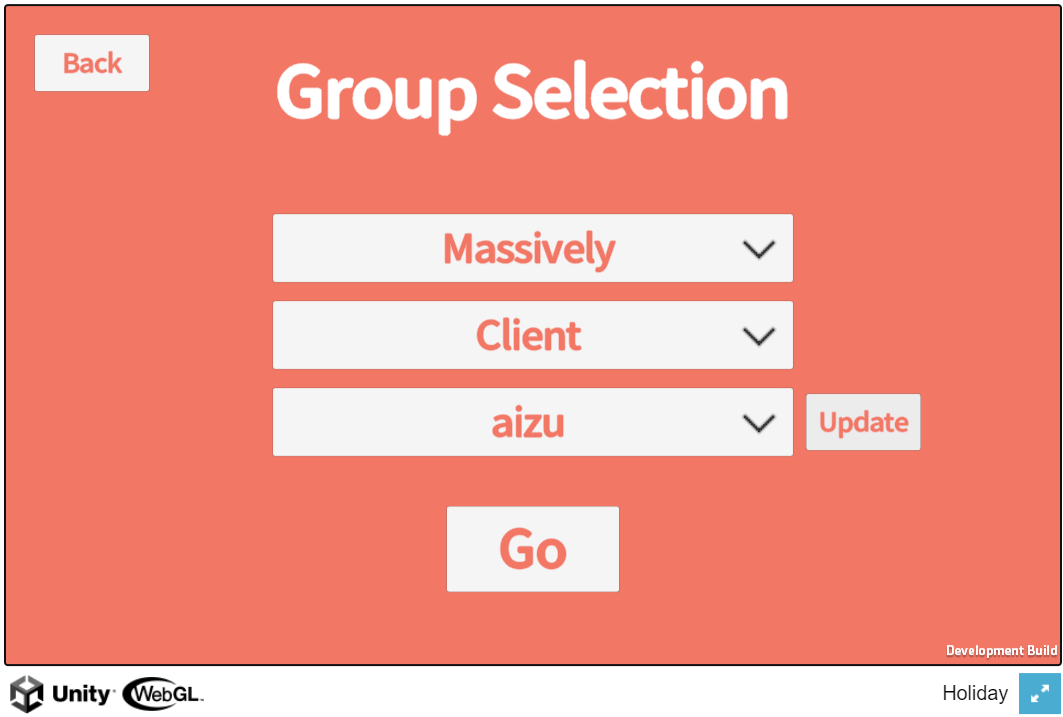 Back
Group Selection
Massively
Client
aizu
Update
Go
Development Build
Unity WebGL
Holiday